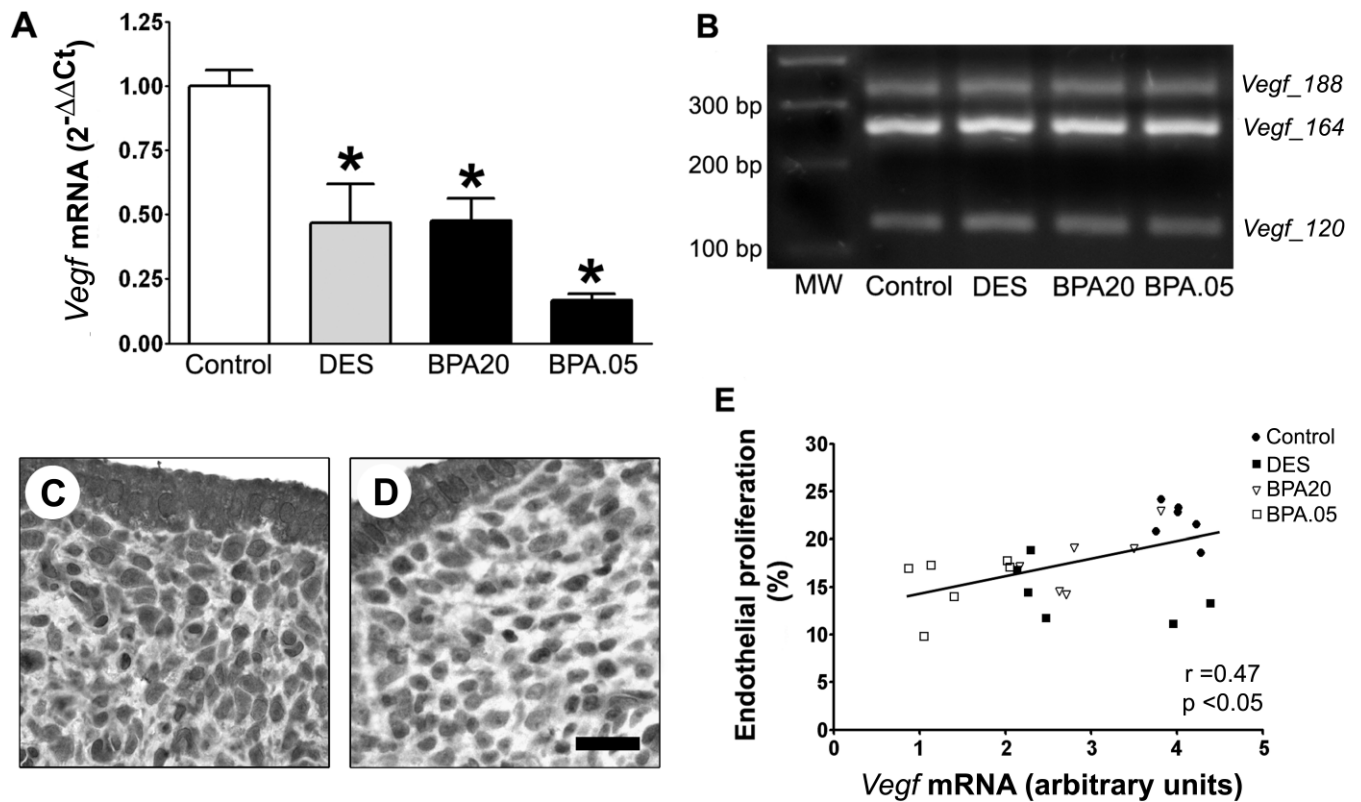 A
Vegf mRNA (2-ΔΔCt)
1.25
1.00
0.75
0.50
0.25
0.00
*
*
*
Control DES BPA20 BPA.05
B
300 bp
200 bp
100 bp
Vegf_188
Vegf_164
Vegf_120
MW Control DES BPA20 BPA.05
C
D
E
Endothelial proliferation
(%)
30
25
20
15
10
5
0
0 1 2 3 4 5
Vegf mRNA (arbitrary units)
Control
DES
BPA20
BPA.05
r =0.47
p <0.05